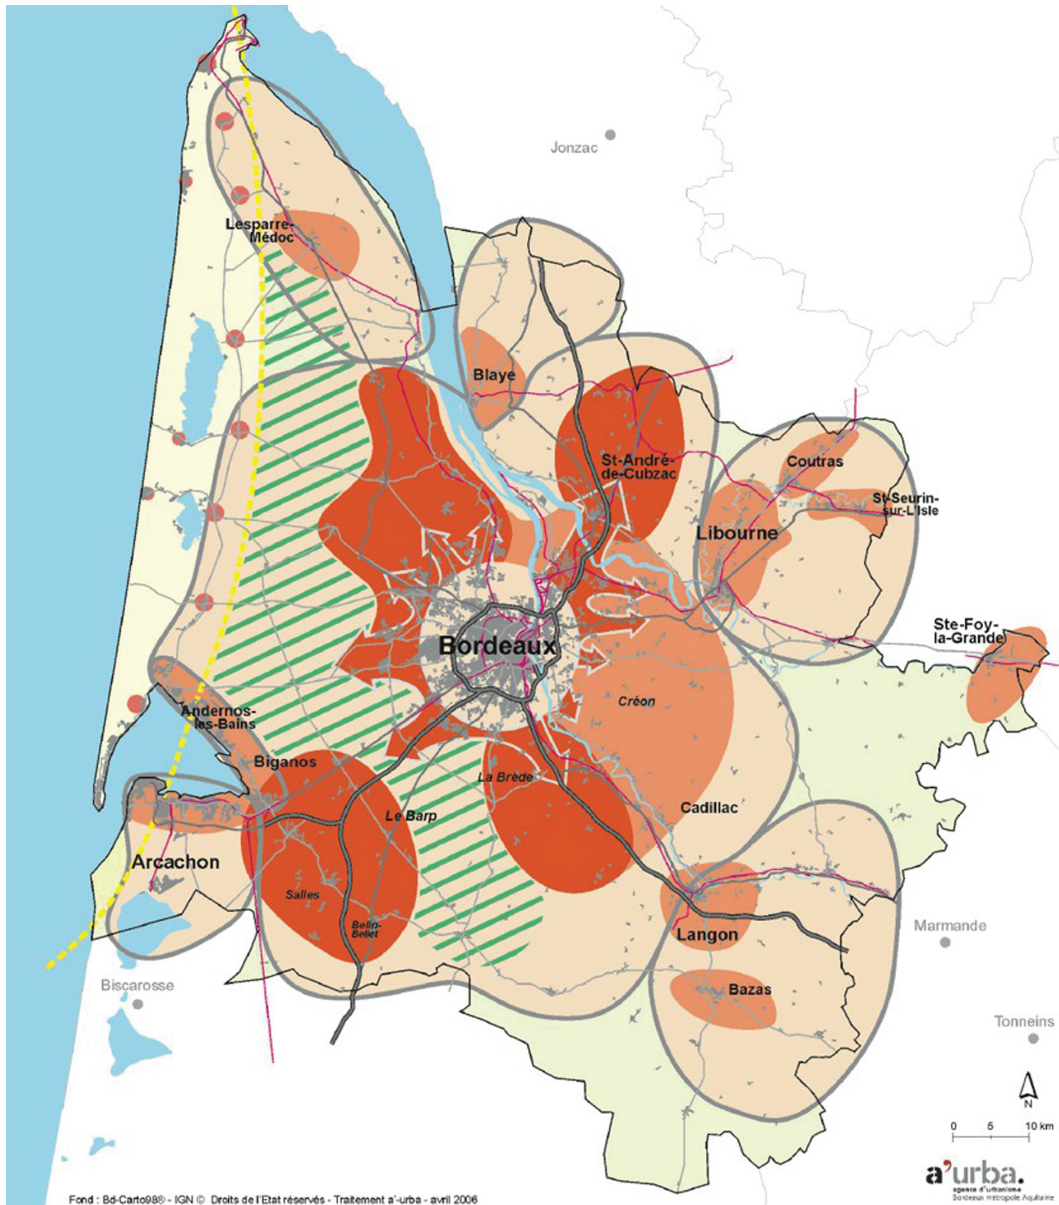 Jonzac
Lesparre-
Médoc
Blaye
St-André-
de-Cubzac
Coutras
St-Seurin-
sur-L'Isle
Libourne
Ste-Foy-
la-Grande
Bordeaux
Créon
Andernos-
les-Bains
Biganos
La Brède
Cadillac
Le Barp
Arcachon
Salles
Belin-
Beliet
Langon
Marmande
Biscarosse
Bazas
Tonneins
N
0 5 10 km
a'urba.
agence d'urbanisme
Bordeaux métropole Aquitaine
Fond : Bd-Carto98® - IGN © Droits de l'Etat réservés - Traitement a'-urba - avril 2006